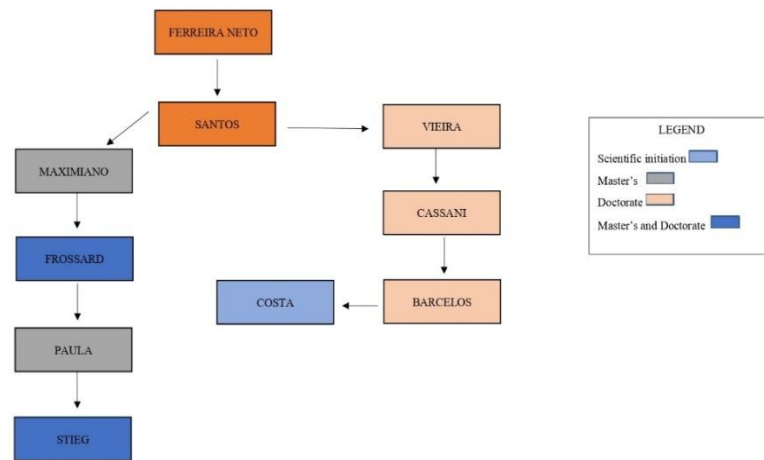 FERREIRA NETO
SANTOS
VIEIRA
MAXIMIANO
CASSANI
FROSSARD
COSTA
BARCELOS
PAULA
STIEG
LEGEND
Scientific initiation
Master's
Doctorate
Master's and Doctorate